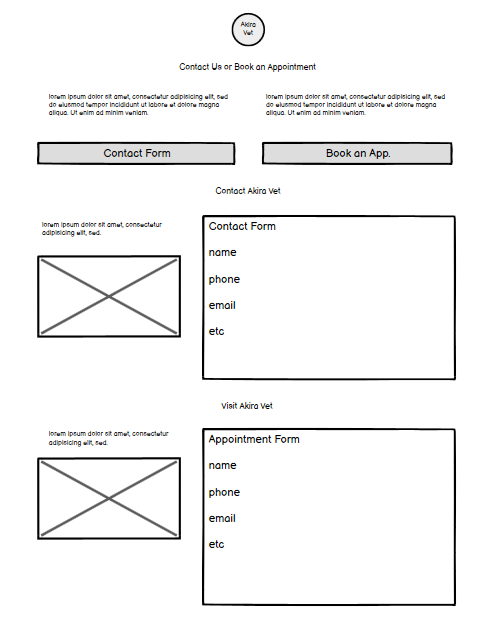 Akira
Vet
Contact Us or Book an Appointment
lorem ipsum dolor sit amet, consectetur adipisicing elit, sed
do eiusmod tempor incididunt ut labore et dolore magna
aliqua. Ut enim ad minim veniam.
lorem ipsum dolor sit amet, consectetur adipisicing elit, sed
do eiusmod tempor incididunt ut labore et dolore magna
aliqua. Ut enim ad minim veniam.
Contact Form
Book an App.
Contact Akira Vet
lorem ipsum dolor sit amet, consectetur
adipisicing elit, sed.
Contact Form
name
phone
email
etc
Visit Akira Vet
lorem ipsum dolor sit amet, consectetur
adipisicing elit, sed.
Appointment Form
name
phone
email
etc